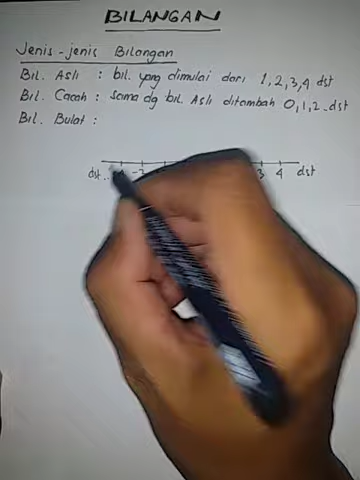 BILANGAN
Jenis-jenis Bilangan
Bil. Asli : bil. yang dimulai dari 1, 2, 3, 4 dst
Bil. Cacah : sama dg bil. Asli ditambah 0, 1, 2 .. dst
Bil. Bulat :
dst.. 3 4 dst